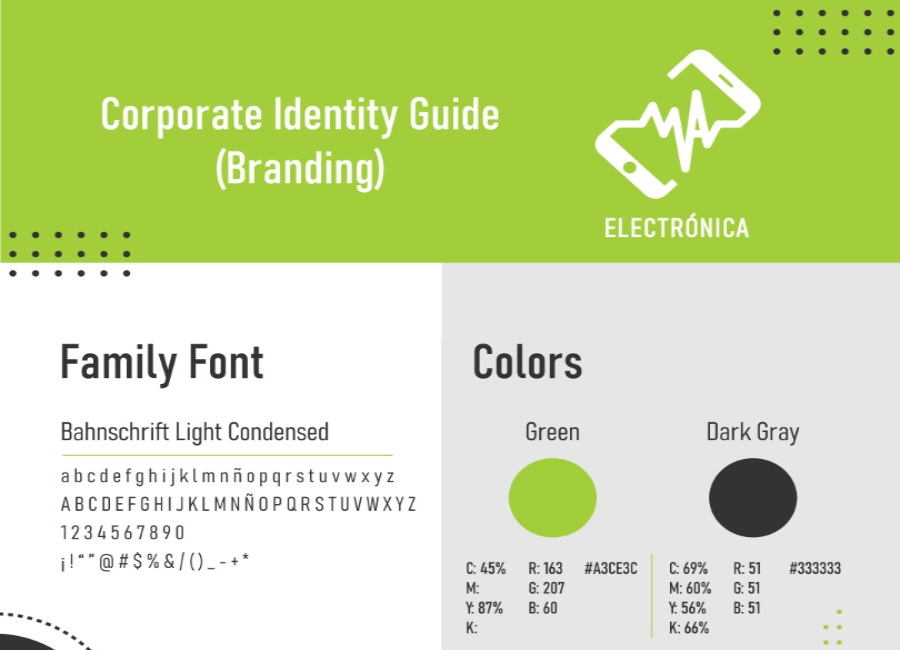 Corporate Identity Guide
(Branding)
MA
ELECTRÓNICA
Family Font
Bahnschrift Light Condensed
a b c d e f g h i j k l m n ñ o p q r s t u v w x y z
A B C D E F G H I J K L M N Ñ O P Q R S T U V W X Y Z
1 2 3 4 5 6 7 8 9 0
¡ ! “ ” @ # $ % & / ( ) _ - + *
Colors
Green
C: 45% R: 163 #A3CE3C
M: G: 207
Y: 87% B: 60
K:
Dark Gray
C: 69% R: 51 #333333
M: 60% G: 51
Y: 56% B: 51
K: 66%